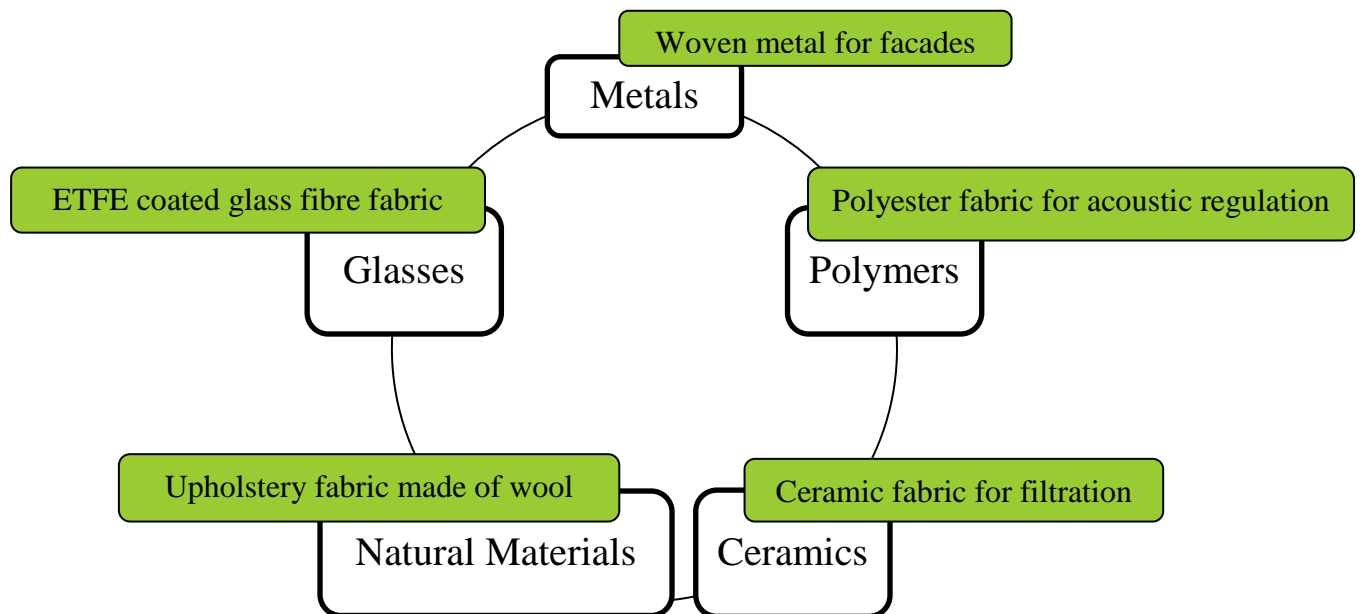 Woven metal for facades
Metals
ETFE coated glass fibre fabric
Glasses
Polyester fabric for acoustic regulation
Polymers
Upholstery fabric made of wool
Natural Materials
Ceramic fabric for filtration
Ceramics